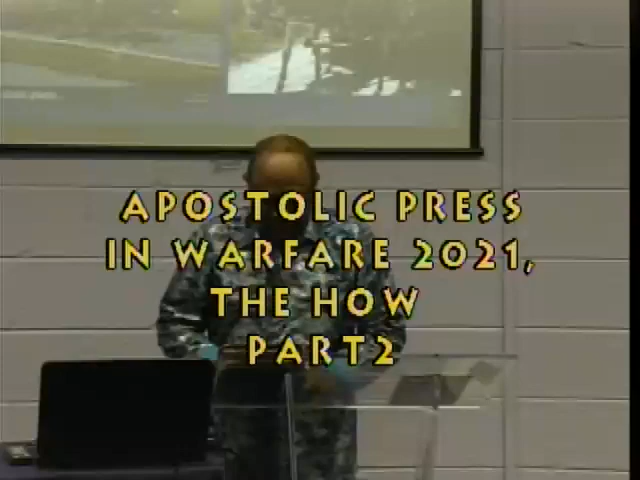 APOSTOLIC PRESS
IN WARFARE 2021,
THE HOW
PART2